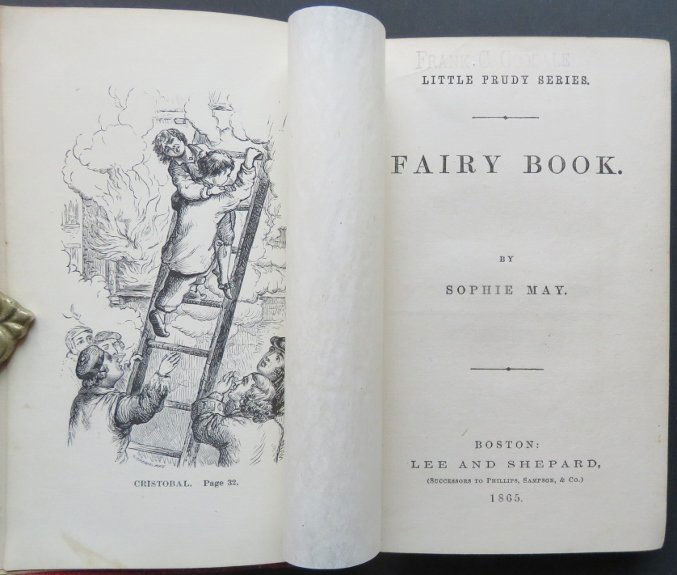 CRISTOBAL. Page 32.
FRANK C
LITTLE PRUDY SERIES.
FAIRY BOOK.
BY
SOPHIE MAY.
BOSTON:
LEE AND SHEPARD,
(SUCCESSORS TO PHILLIPS, SAMPSON, & CO.)
1865.